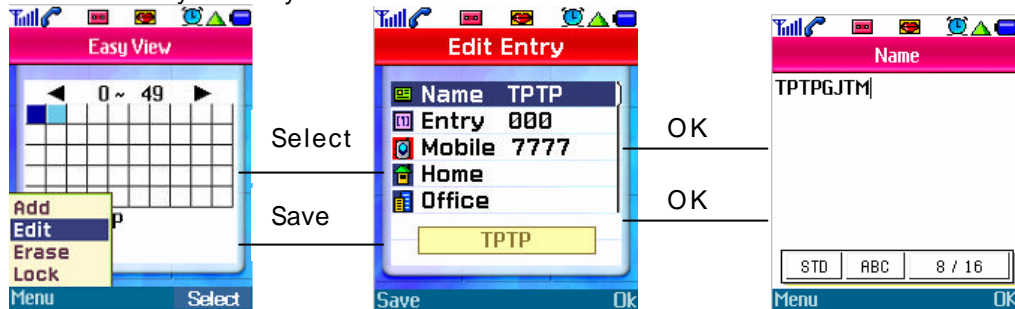 Easy View
0 ~ 49
Add
Edit
Erase
Lock
Menu Select
Select
Save
Edit Entry
Name TPTP
Entry 000
Mobile 7777
Home
Office
TPTP
Save Ok
OK
OK
Name
TPTPGJTM
STD ABC 8 / 16
Menu OK